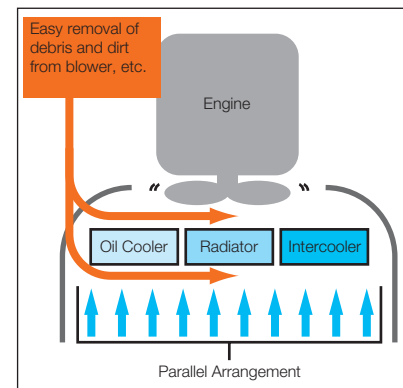 Easy removal of
debris and dirt
from blower, etc.
Engine
Oil Cooler
Radiator
Intercooler
Parallel Arrangement